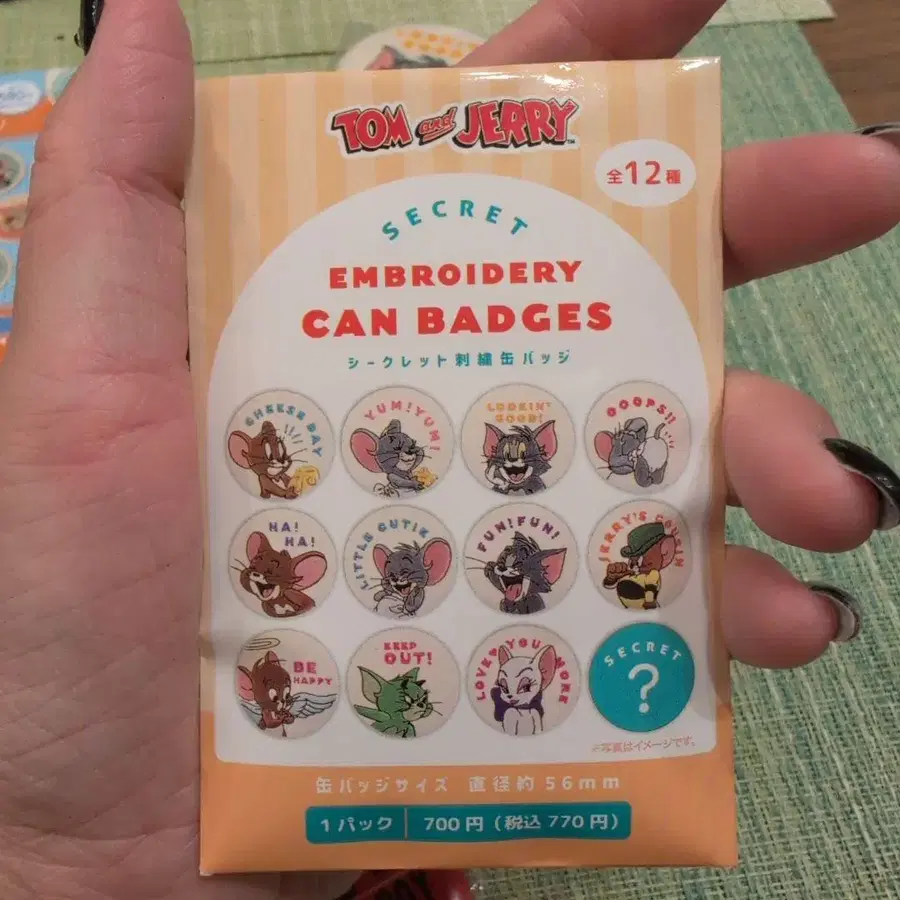 TOM and JERRY™
全12種
SECRET
EMBROIDERY
CAN BADGES
シークレット刺繍缶バッジ
CHEESE DAY
YUM!YUM!
LOOKIN' GOOD!
OOOPS!!
HA! HA!
LITTLE CUTIE
FUN!FUN!
JERRY'S COUSIN
BE HAPPY
KEEP OUT!
LOVES YOU MORE
SECRET
?
※写真はイメージです。
缶バッジサイズ 直径約56mm
1パック 700円(税込770円)